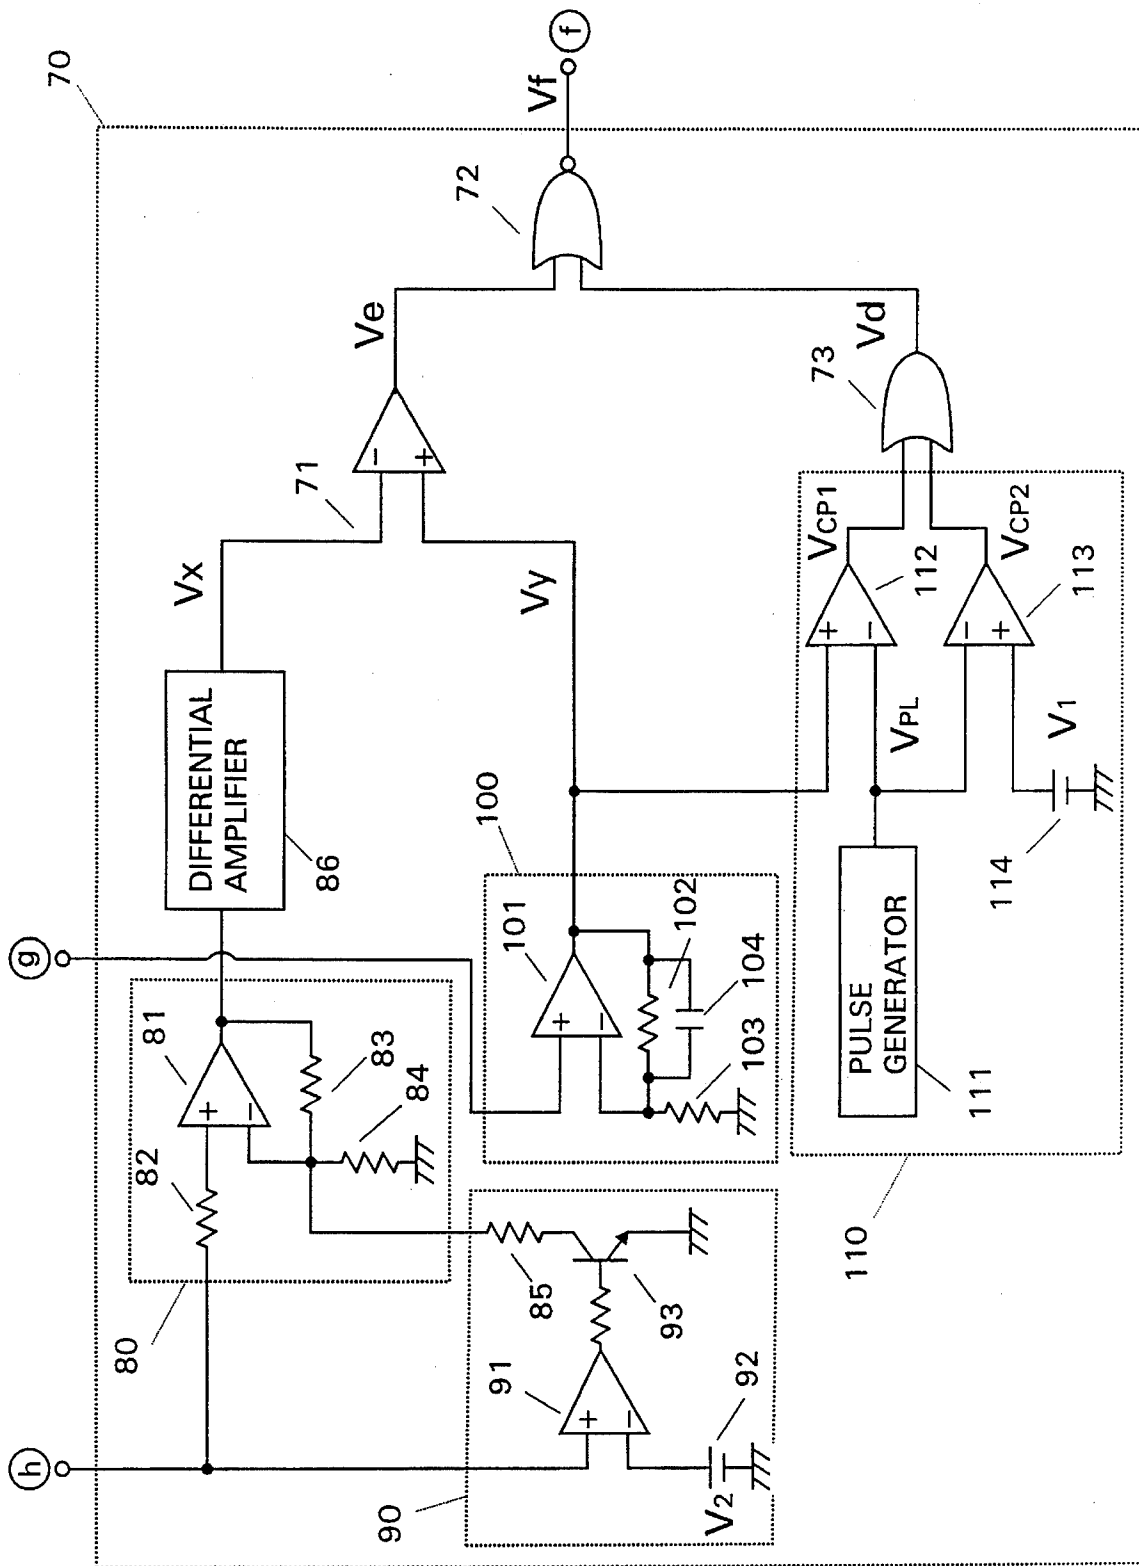 70
h
g
f
80
82
81
83
84
DIFFERENTIAL
AMPLIFIER
86
Vx
71
−
+
Ve
72
Vf
90
91
+
−
V2
92
85
93
100
101
+
−
102
104
103
Vy
110
PULSE
GENERATOR
111
VPL
114
V1
+
−
−
+
VCP1
112
VCP2
113
73
Vd
+
−